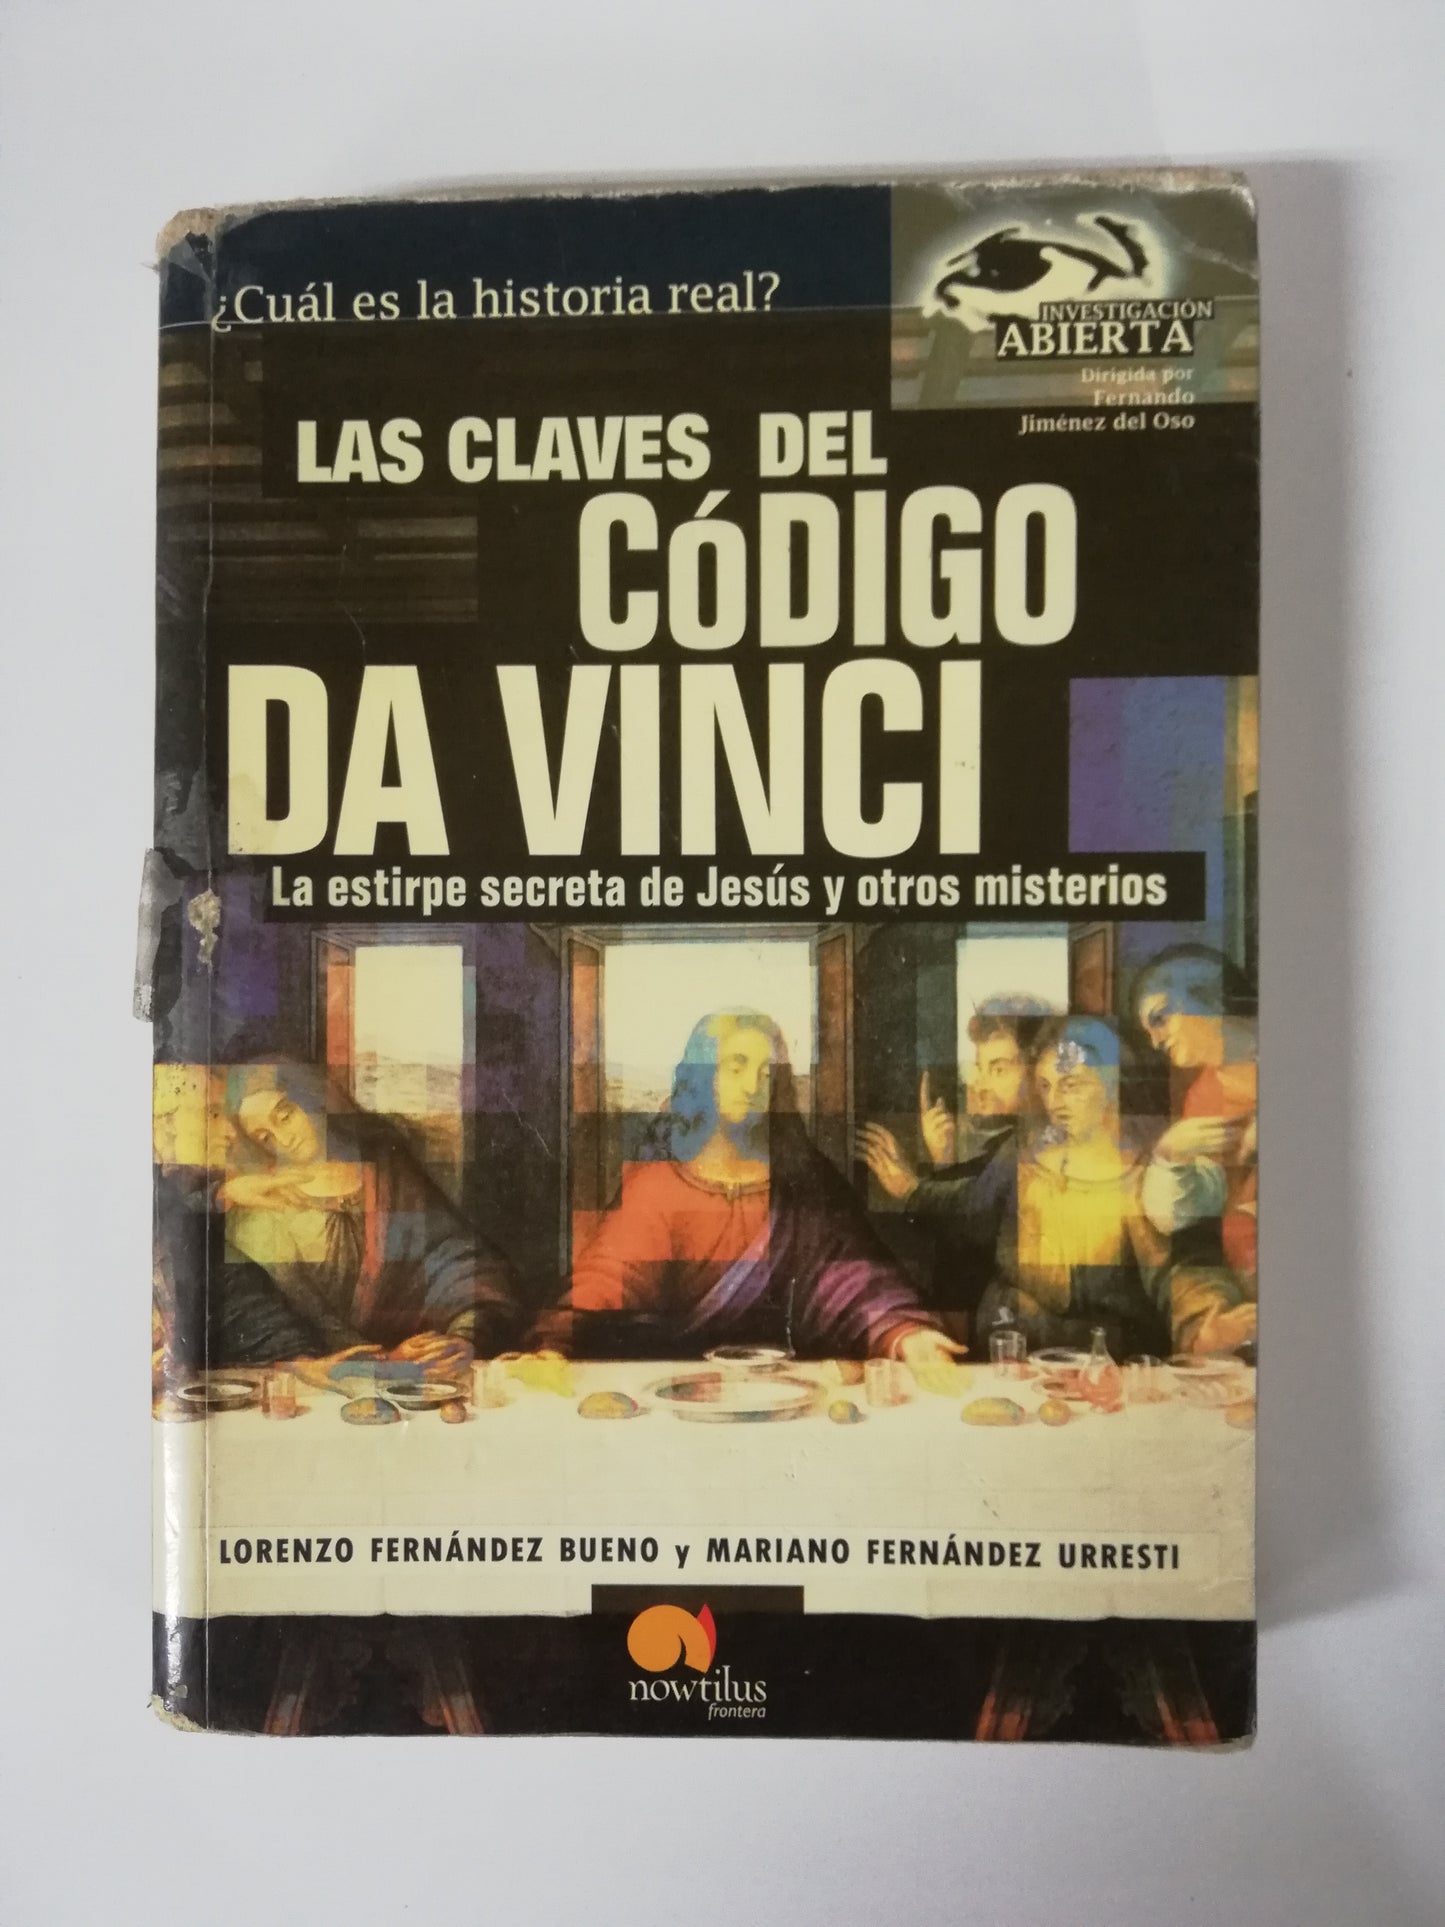 ¿Cuál es la historia real?
INVESTIGACIÓN
ABIERTA
Dirigida por
Fernando
Jiménez del Oso
LAS CLAVES DEL
CÓDIGO
DA VINCI
La estirpe secreta de Jesús y otros misterios
LORENZO FERNÁNDEZ BUENO y MARIANO FERNÁNDEZ URRESTI
nowtilus
frontera